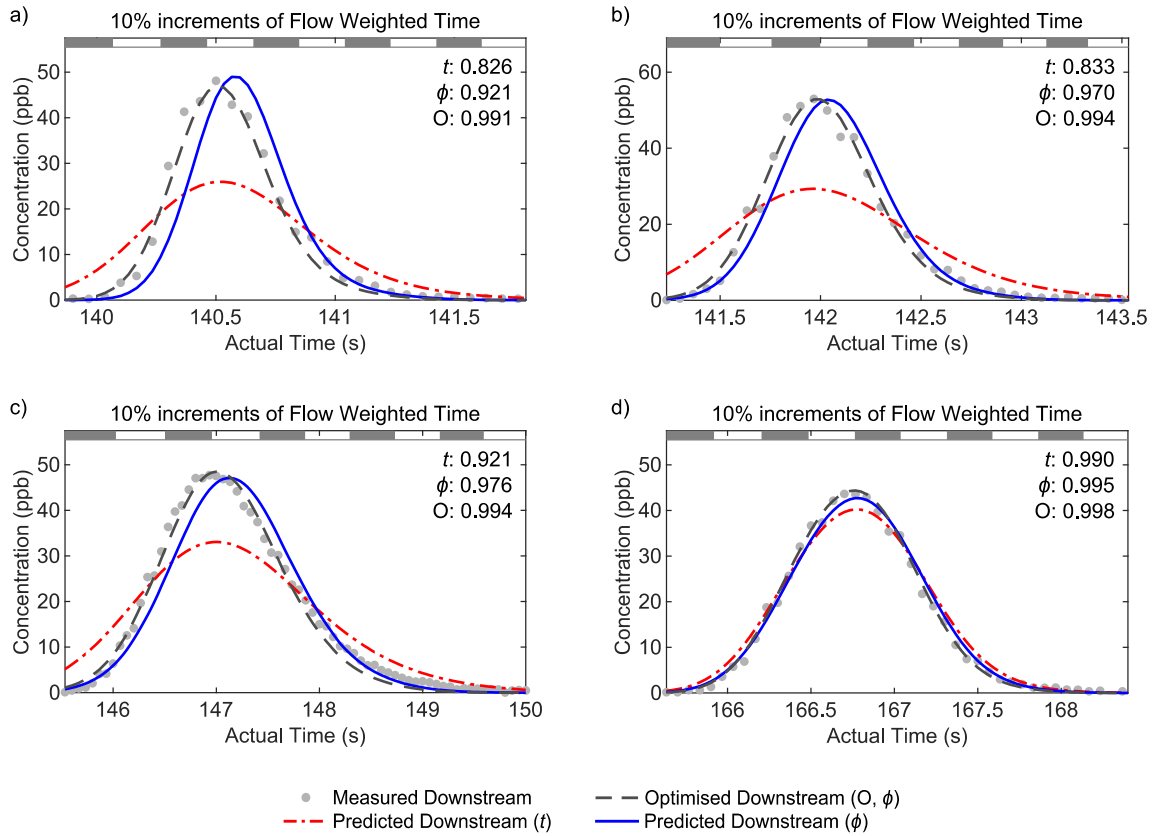 a)
10% increments of Flow Weighted Time
t: 0.826
ϕ: 0.921
O: 0.991
50
40
30
20
10
0
Concentration (ppb)
140
140.5
141
141.5
Actual Time (s)
b)
10% increments of Flow Weighted Time
t: 0.833
ϕ: 0.970
O: 0.994
60
40
20
0
Concentration (ppb)
141.5
142
142.5
143
143.5
Actual Time (s)
c)
10% increments of Flow Weighted Time
t: 0.921
ϕ: 0.976
O: 0.994
50
40
30
20
10
0
Concentration (ppb)
146
147
148
149
150
Actual Time (s)
d)
10% increments of Flow Weighted Time
t: 0.990
ϕ: 0.995
O: 0.998
50
40
30
20
10
0
Concentration (ppb)
166
166.5
167
167.5
168
Actual Time (s)
Measured Downstream
Optimised Downstream (O, ϕ)
Predicted Downstream (t)
Predicted Downstream (ϕ)